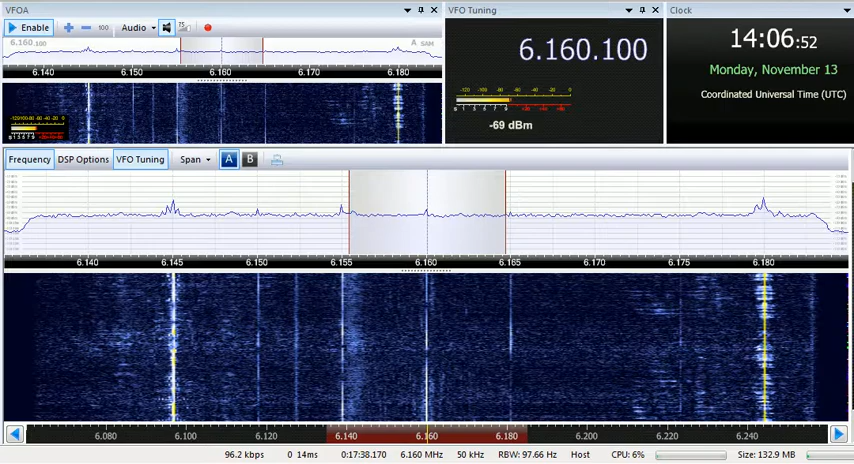 VFOA
VFO Tuning
Clock
Enable
100
Audio
75
6.160.100
A SAM
6.140 6.150 6.160 6.170 6.180
6.160.100
-69 dBm
14:06:52
Monday, November 13
Coordinated Universal Time (UTC)
Frequency DSP Options VFO Tuning Span A B
6.140 6.145 6.150 6.155 6.160 6.165 6.170 6.175 6.180
6.080 6.100 6.120 6.140 6.160 6.180 6.200 6.220 6.240
96.2 kbps 0 14ms 0:17:38.170 6.160 MHz 50 kHz RBW: 97.66 Hz Host CPU: 6% Size: 132.9 MB